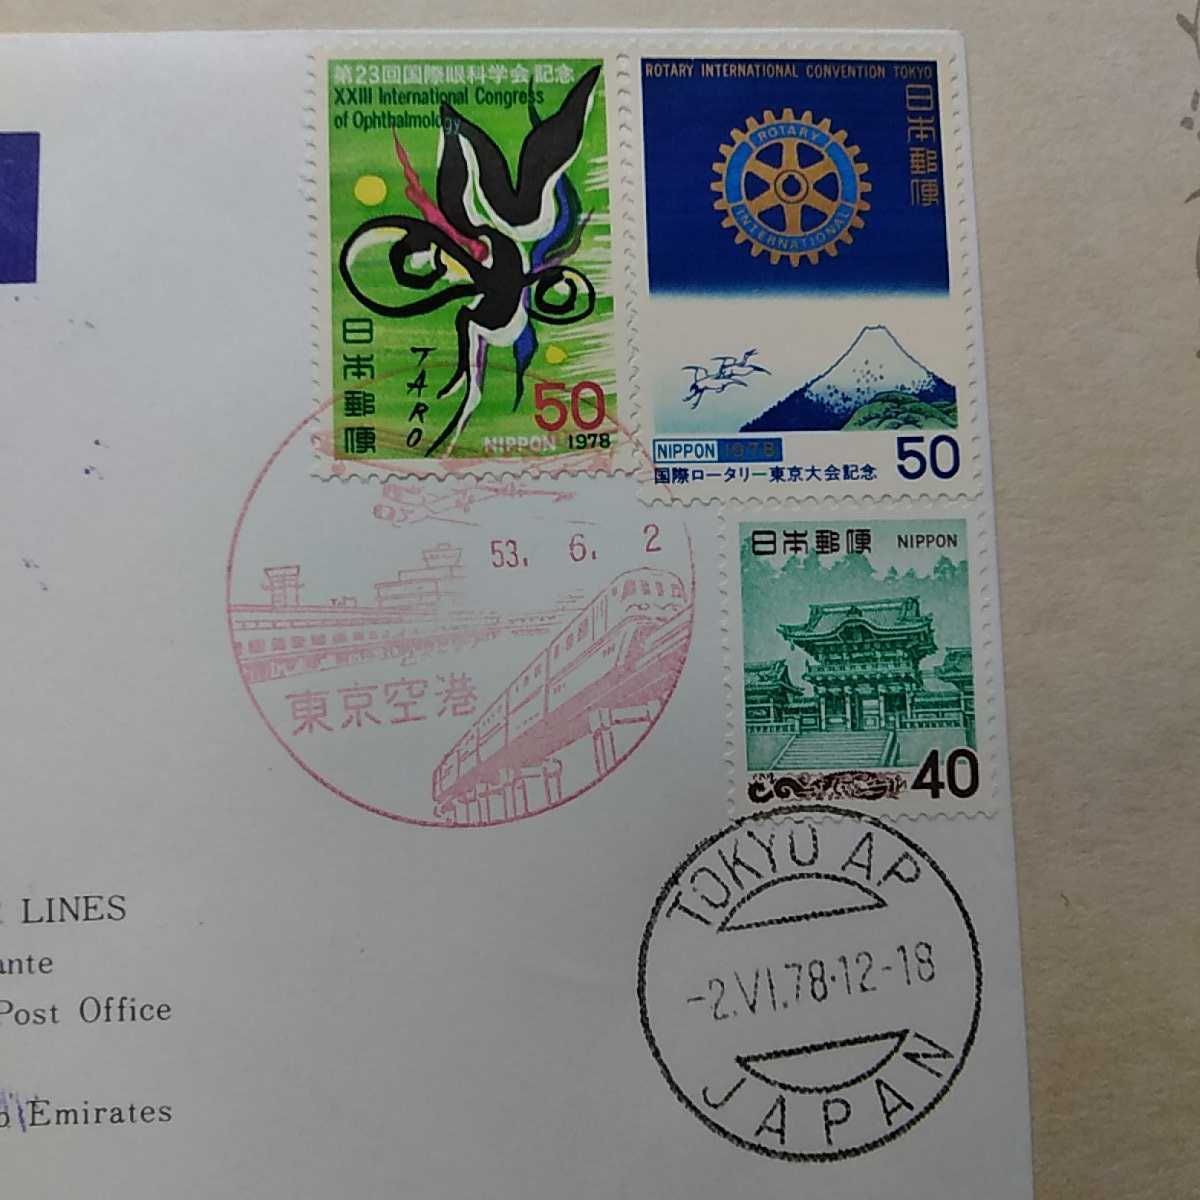 第23回国際眼科学会記念
XXIII International Congress
of Ophthalmology
日本郵便
TARO
50
NIPPON 1978
ROTARY INTERNATIONAL CONVENTION TOKYO
日本郵便
ROTARY
INTERNATIONAL
NIPPON 1978
50
国際ロータリー東京大会記念
53. 6. 2
東京空港
日本郵便 NIPPON
40
TOKYO AP
-2.VI.78.12-18
JAPAN
LINES
Post Office
Emirates